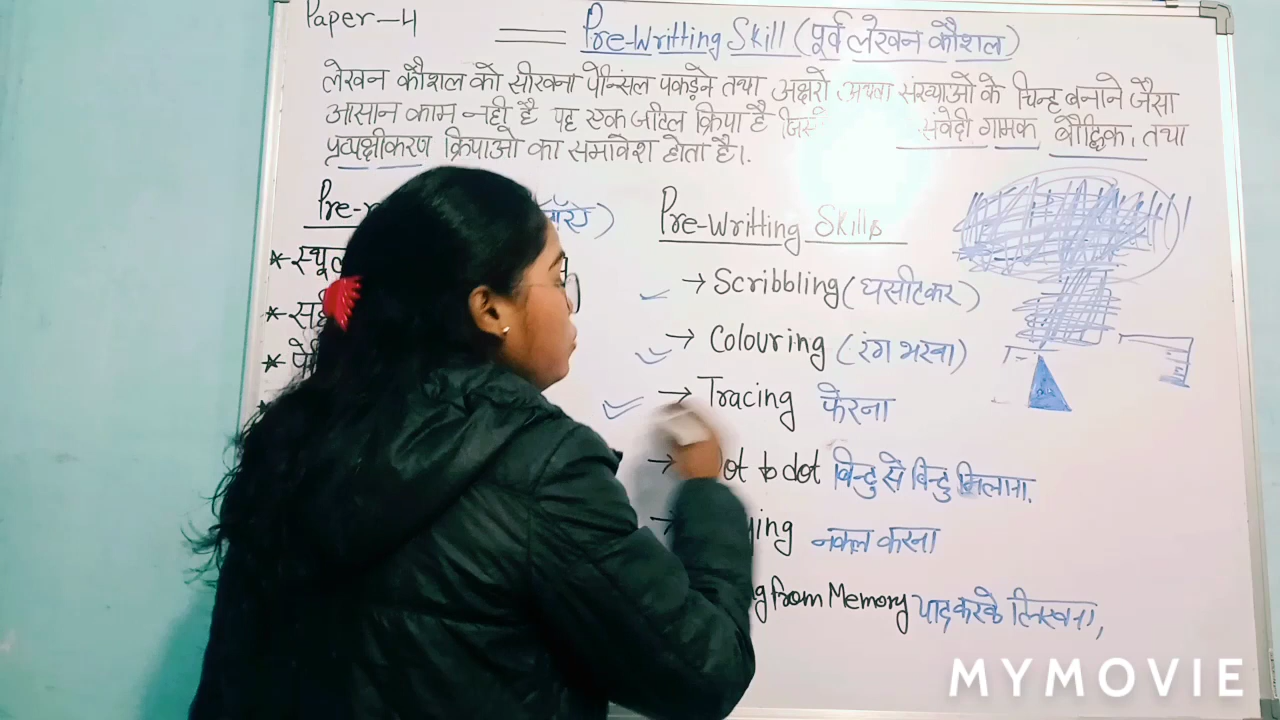 Paper-4
Pre-Writting Skill (पूर्व लेखन कौशल)
लेखन कौशल को सीखना पेन्सिल पकड़ने तथा अक्षरो अथवा संख्याओ के चिन्ह बनाने जैसा
आसान काम नही है यह एक जटिल क्रिया है संवेदी गामक, बौद्धिक, तथा
प्रत्यक्षीकरण क्रियाओ का समावेश होता है।.
Pre-
Pre-Writting Skills
* स्थूल
→ Scribbling (घसीटकर)
→ Colouring (रंग भरना)
→ Tracing फेरना
→ ot to dot बिन्दु से बिन्दु मिलाना.
→ ying नकल करना
g from Memory याद करके लिखना,
MYMOVIE